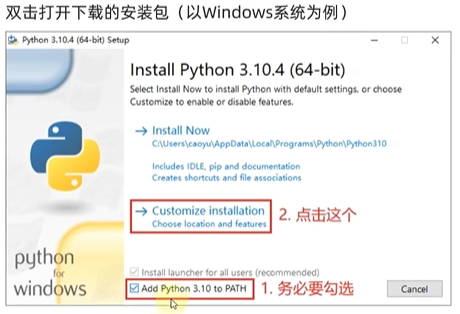 双击打开下载的安装包（以Windows系统为例）
Python 3.10.4 (64-bit) Setup
Install Python 3.10.4 (64-bit)
Select Install Now to install Python with default settings, or choose
Customize to enable or disable features.
Install Now
C:\Users\caoyu\AppData\Local\Programs\Python\Python310
Includes IDLE, pip and documentation
Creates shortcuts and file associations
Customize installation
Choose location and features
2. 点击这个
python
for
windows
Install launcher for all users (recommended)
Add Python 3.10 to PATH
1. 务必要勾选
Cancel